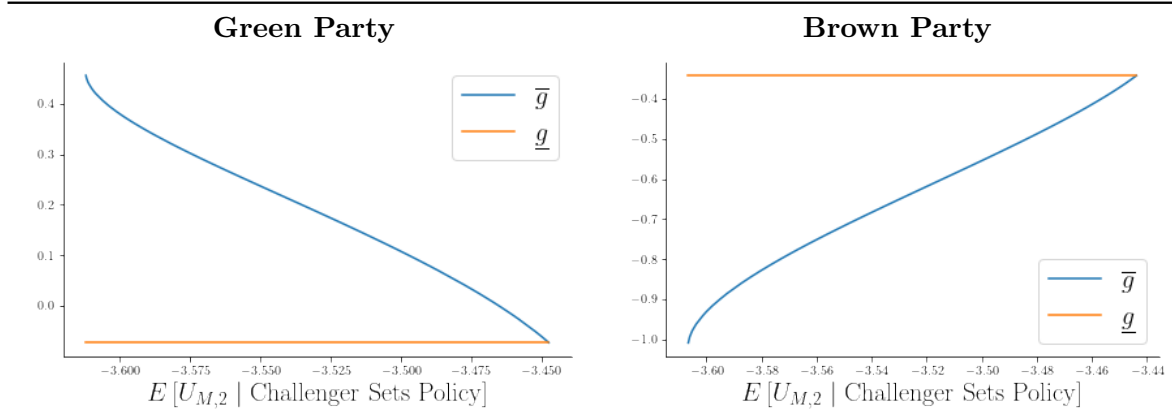 Green Party
0.4
0.3
0.2
0.1
0.0
−3.600 −3.575 −3.550 −3.525 −3.500 −3.475 −3.450
E [U_{M,2} | Challenger Sets Policy]
g̅
g̲
Brown Party
−0.4
−0.5
−0.6
−0.7
−0.8
−0.9
−1.0
−3.60 −3.58 −3.56 −3.54 −3.52 −3.50 −3.48 −3.46 −3.44
E [U_{M,2} | Challenger Sets Policy]
g̅
g̲